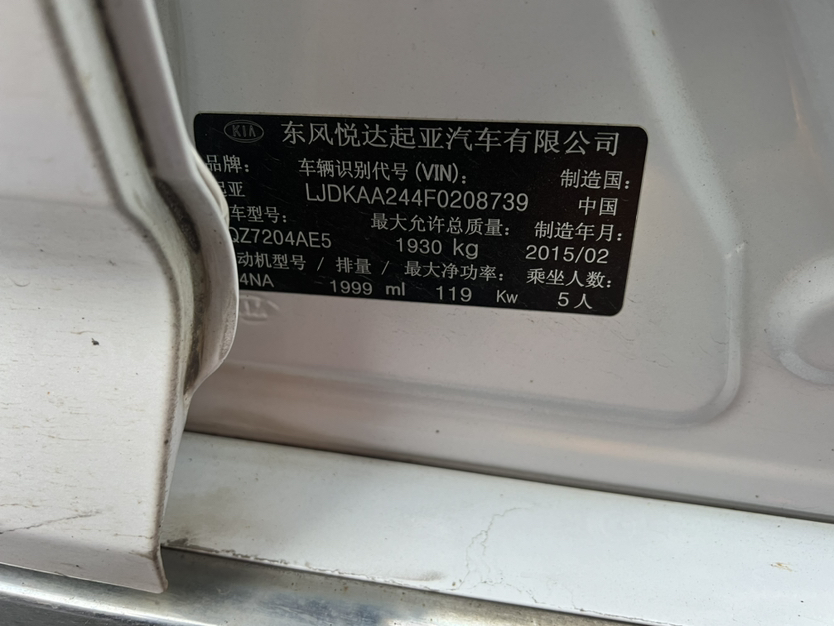 KIA 东风悦达起亚汽车有限公司
品牌： 车辆识别代号(VIN)： 制造国：
起亚 LJDKAA244F0208739 中国
车型号： 最大允许总质量： 制造年月：
QZ7204AE5 1930 kg 2015/02
动机型号 / 排量 / 最大净功率： 乘坐人数：
4NA 1999 ml 119 Kw 5人
KIA